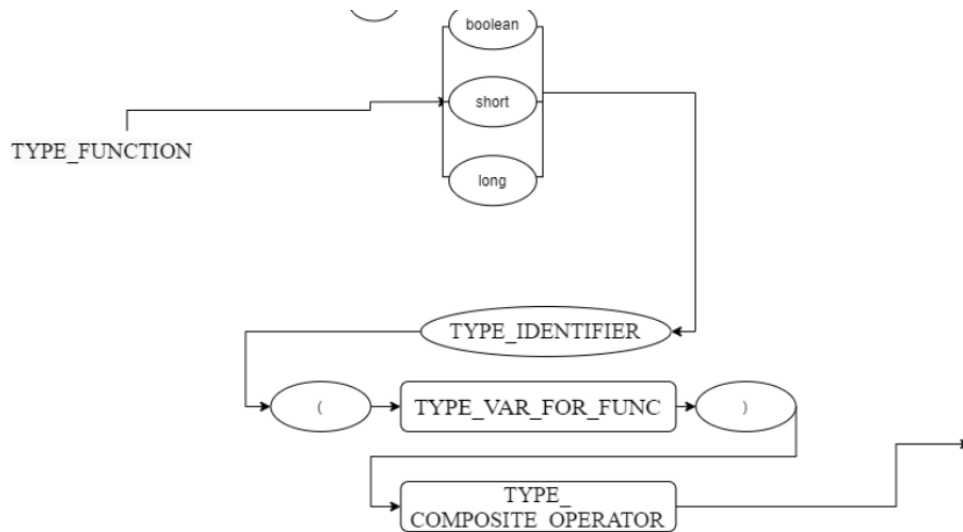 boolean
short
TYPE_FUNCTION
long
TYPE_IDENTIFIER
(
TYPE_VAR_FOR_FUNC
)
TYPE_
COMPOSITE_OPERATOR